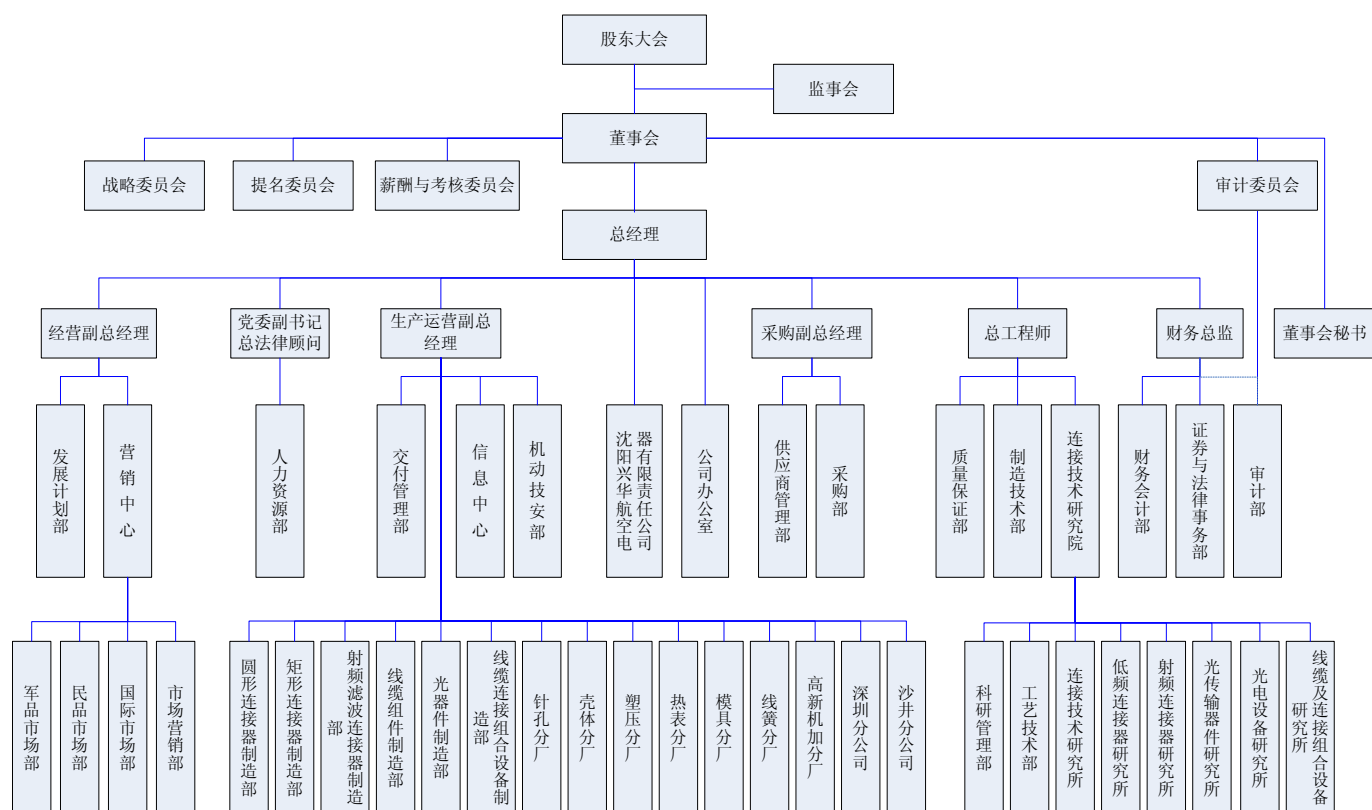 股东大会
监事会
董事会
战略委员会
提名委员会
薪酬与考核委员会
审计委员会
总经理
经营副总经理
党委副书记
总法律顾问
生产运营副总
经理
采购副总经理
总工程师
财务总监
董事会秘书
发展计划部
营销中心
人力资源部
交付管理部
信息中心
机动技安部
沈阳兴华航空电
器有限责任公司
公司办公室
供应商管理部
采购部
质量保证部
制造技术部
连接技术研究院
财务会计部
证券与法律事务部
审计部
军品市场部
民品市场部
国际市场部
市场营销部
圆形连接器制造部
矩形连接器制造部
射频滤波连接器制造
部
线缆组件制造部
光器件制造部
线缆连接组合设备制
造部
针孔分厂
壳体分厂
塑压分厂
热表分厂
模具分厂
线簧分厂
高新机加分厂
深圳分公司
沙井分公司
科研管理部
工艺技术部
连接技术研究所
低频连接器研究所
射频连接器研究所
光传输器件研究所
光电设备研究所
线缆及连接组合设备
研究所